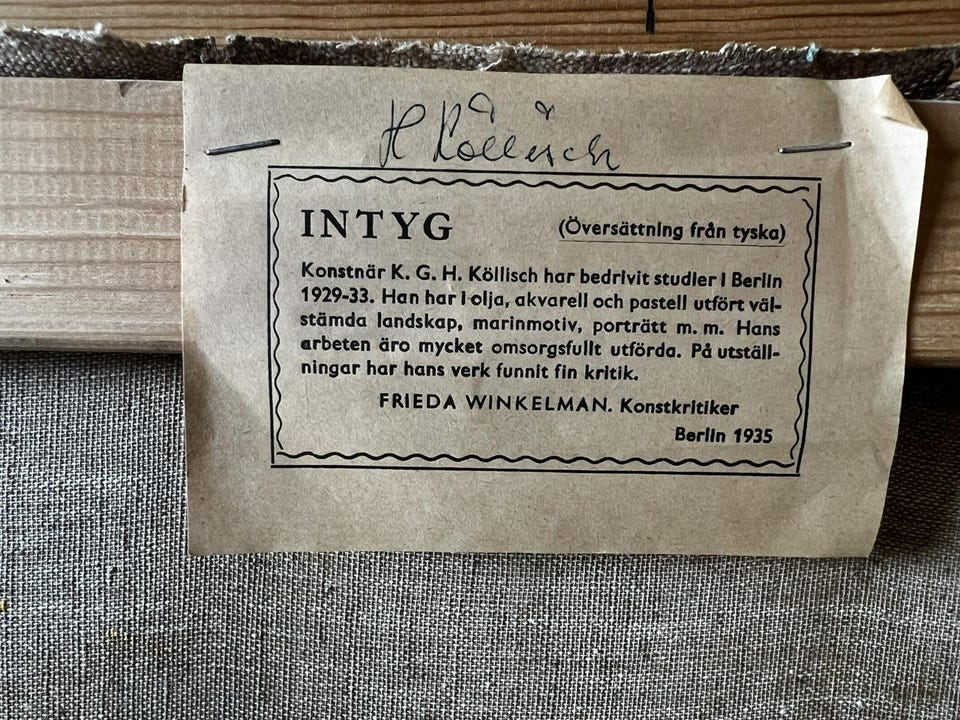 H Köllisch
INTYG
(Översättning från tyska)
Konstnär K. G. H. Köllisch har bedrivit studier i Berlin
1929-33. Han har i olja, akvarell och pastell utfört väl-
stämda landskap, marinmotiv, porträtt m. m. Hans
arbeten äro mycket omsorgsfullt utförda. På utställ-
ningar har hans verk funnit fin kritik.
FRIEDA WINKELMAN. Konstkritiker
Berlin 1935